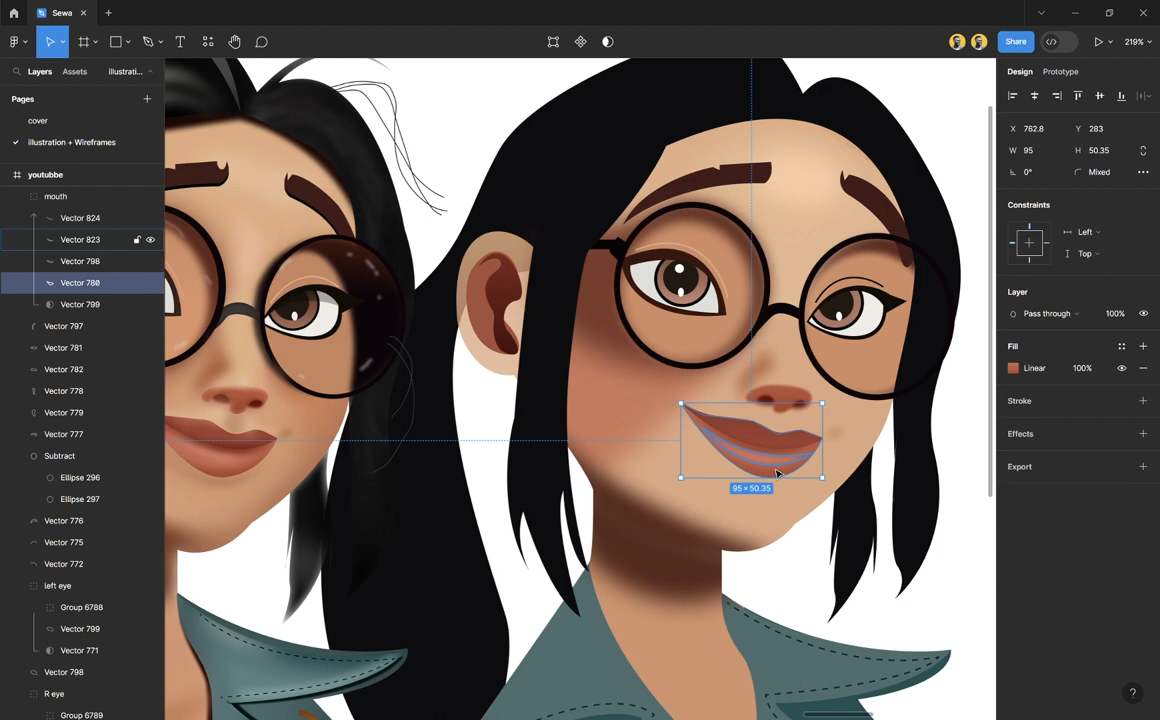 Sewa
Share
219%
Layers
Assets
illustrati...
Pages
cover
illustration + Wireframes
youtubbe
mouth
Vector 824
Vector 823
Vector 798
Vector 780
Vector 799
Vector 797
Vector 781
Vector 782
Vector 778
Vector 779
Vector 777
Subtract
Ellipse 296
Ellipse 297
Vector 776
Vector 775
Vector 772
left eye
Group 6788
Vector 799
Vector 771
Vector 798
R eye
Group 6789
95 × 50.35
Design
Prototype
X 762.8 Y 283
W 95 H 50.35
0° Mixed
Constraints
Left
Top
Layer
Pass through 100%
Fill
Linear 100%
Stroke
Effects
Export
?